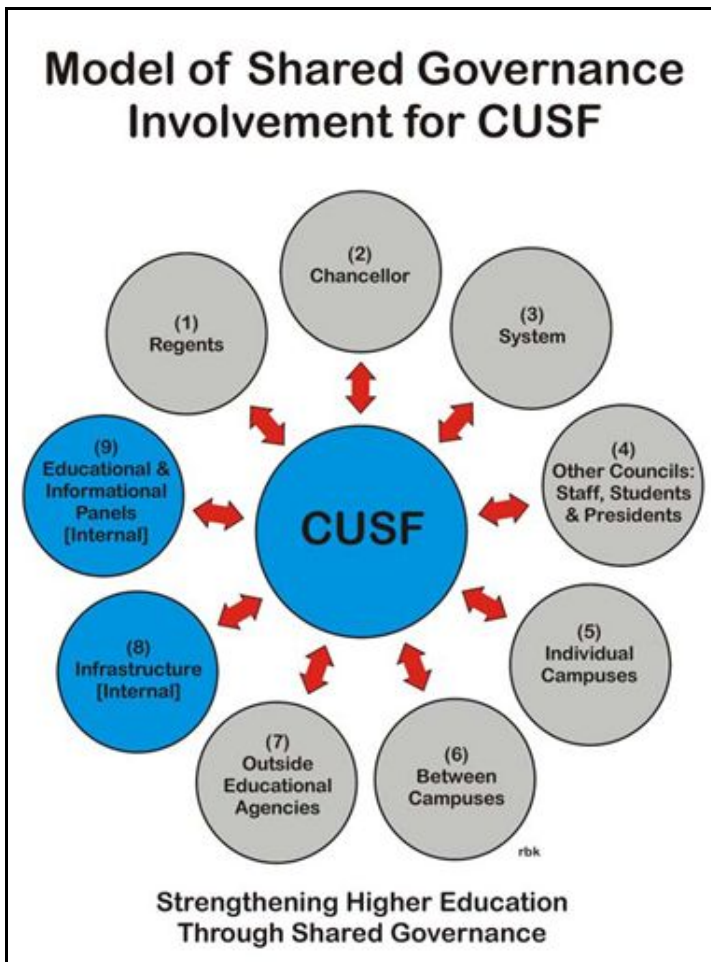 Model of Shared Governance
Involvement for CUSF
(1)
Regents
(2)
Chancellor
(3)
System
(4)
Other Councils:
Staff, Students
& Presidents
(5)
Individual
Campuses
(6)
Between
Campuses
(7)
Outside
Educational
Agencies
(8)
Infrastructure
[Internal]
(9)
Educational &
Informational
Panels
[Internal]
CUSF
rbk
Strengthening Higher Education
Through Shared Governance